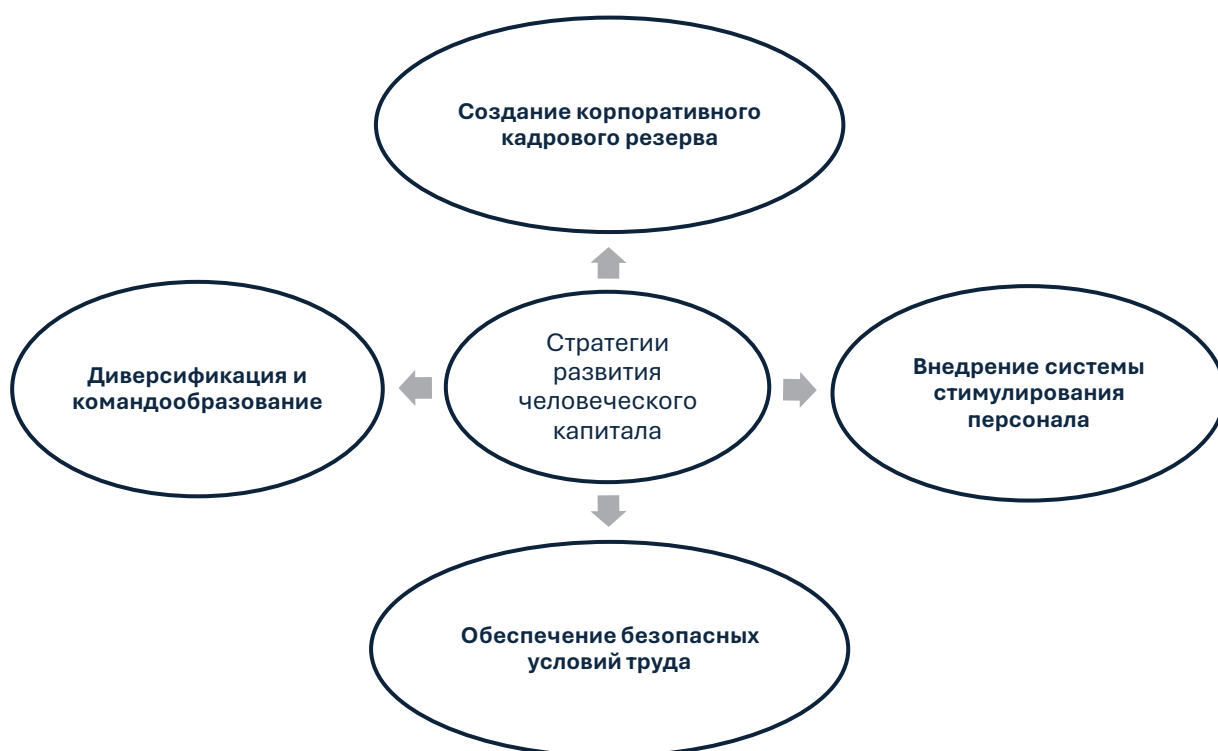 Создание корпоративного
кадрового резерва
Диверсификация и
командообразование
Стратегии
развития
человеческого
капитала
Внедрение системы
стимулирования
персонала
Обеспечение безопасных
условий труда